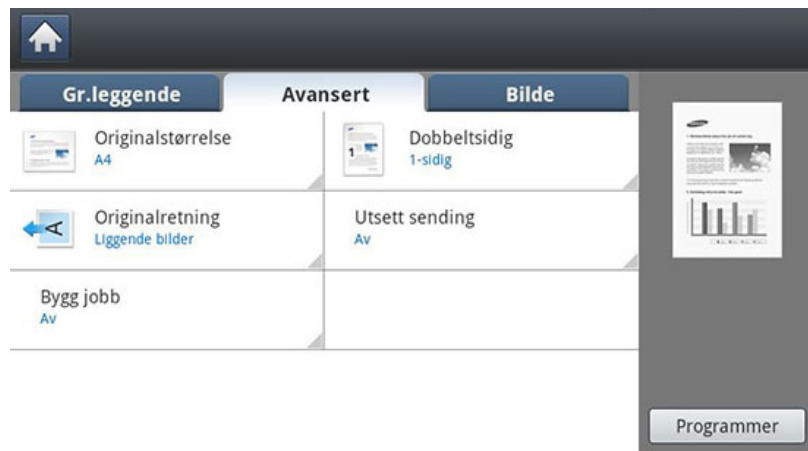 Gr.leggende
Avansert
Bilde
Originalstørrelse
A4
Dobbeltsidig
1-sidig
Originalretning
Liggende bilder
Utsett sending
Av
Bygg jobb
Av
Programmer